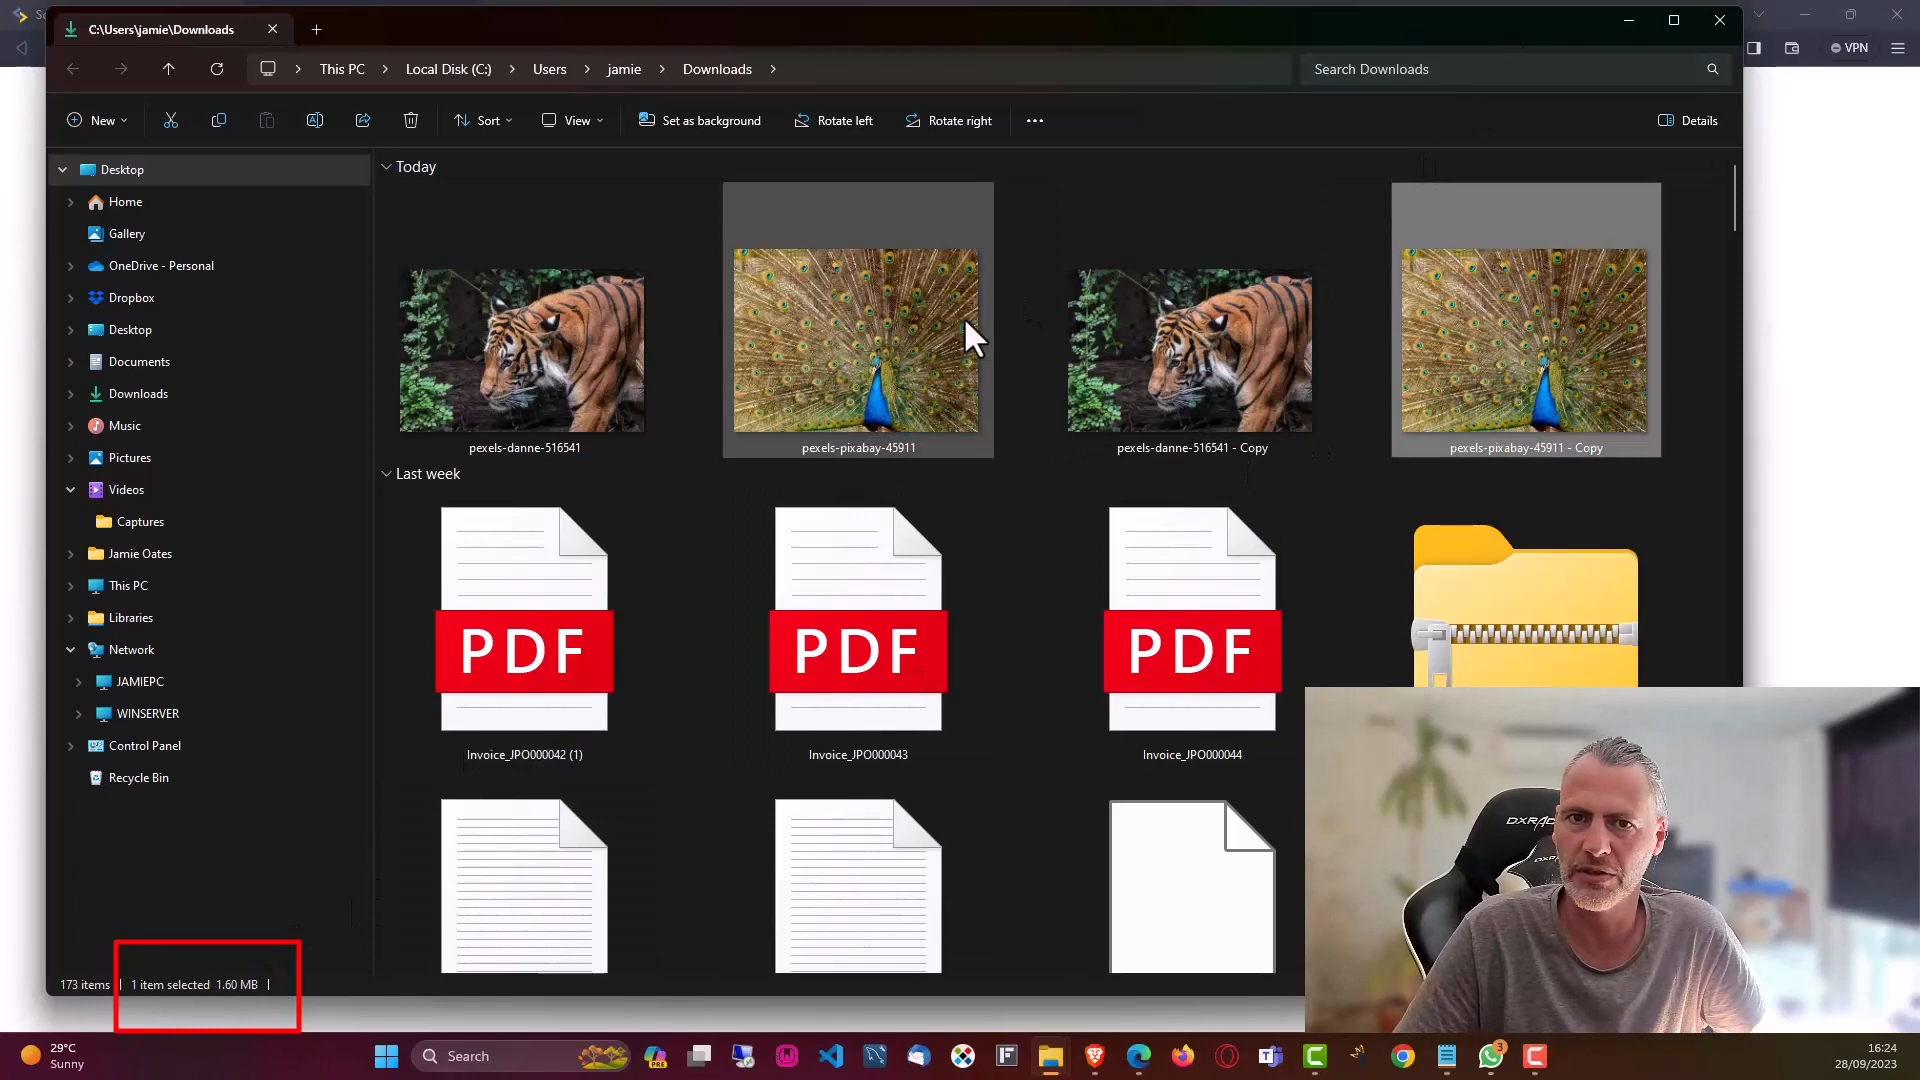 C:\Users\jamie\Downloads
This PC
Local Disk (C:)
Users
jamie
Downloads
Search Downloads
VPN
New
Sort
View
Set as background
Rotate left
Rotate right
Details
Desktop
Home
Gallery
OneDrive - Personal
Dropbox
Desktop
Documents
Downloads
Music
Pictures
Videos
Captures
Jamie Oates
This PC
Libraries
Network
JAMIEPC
WINSERVER
Control Panel
Recycle Bin
Today
pexels-danne-516541
pexels-pixabay-45911
pexels-danne-516541 - Copy
pexels-pixabay-45911 - Copy
Last week
PDF
PDF
PDF
Invoice_JPO000042 (1)
Invoice_JPO000043
Invoice_JPO000044
173 items
1 item selected 1.60 MB
29°C
Sunny
Search
PRE
3
16:24
28/09/2023